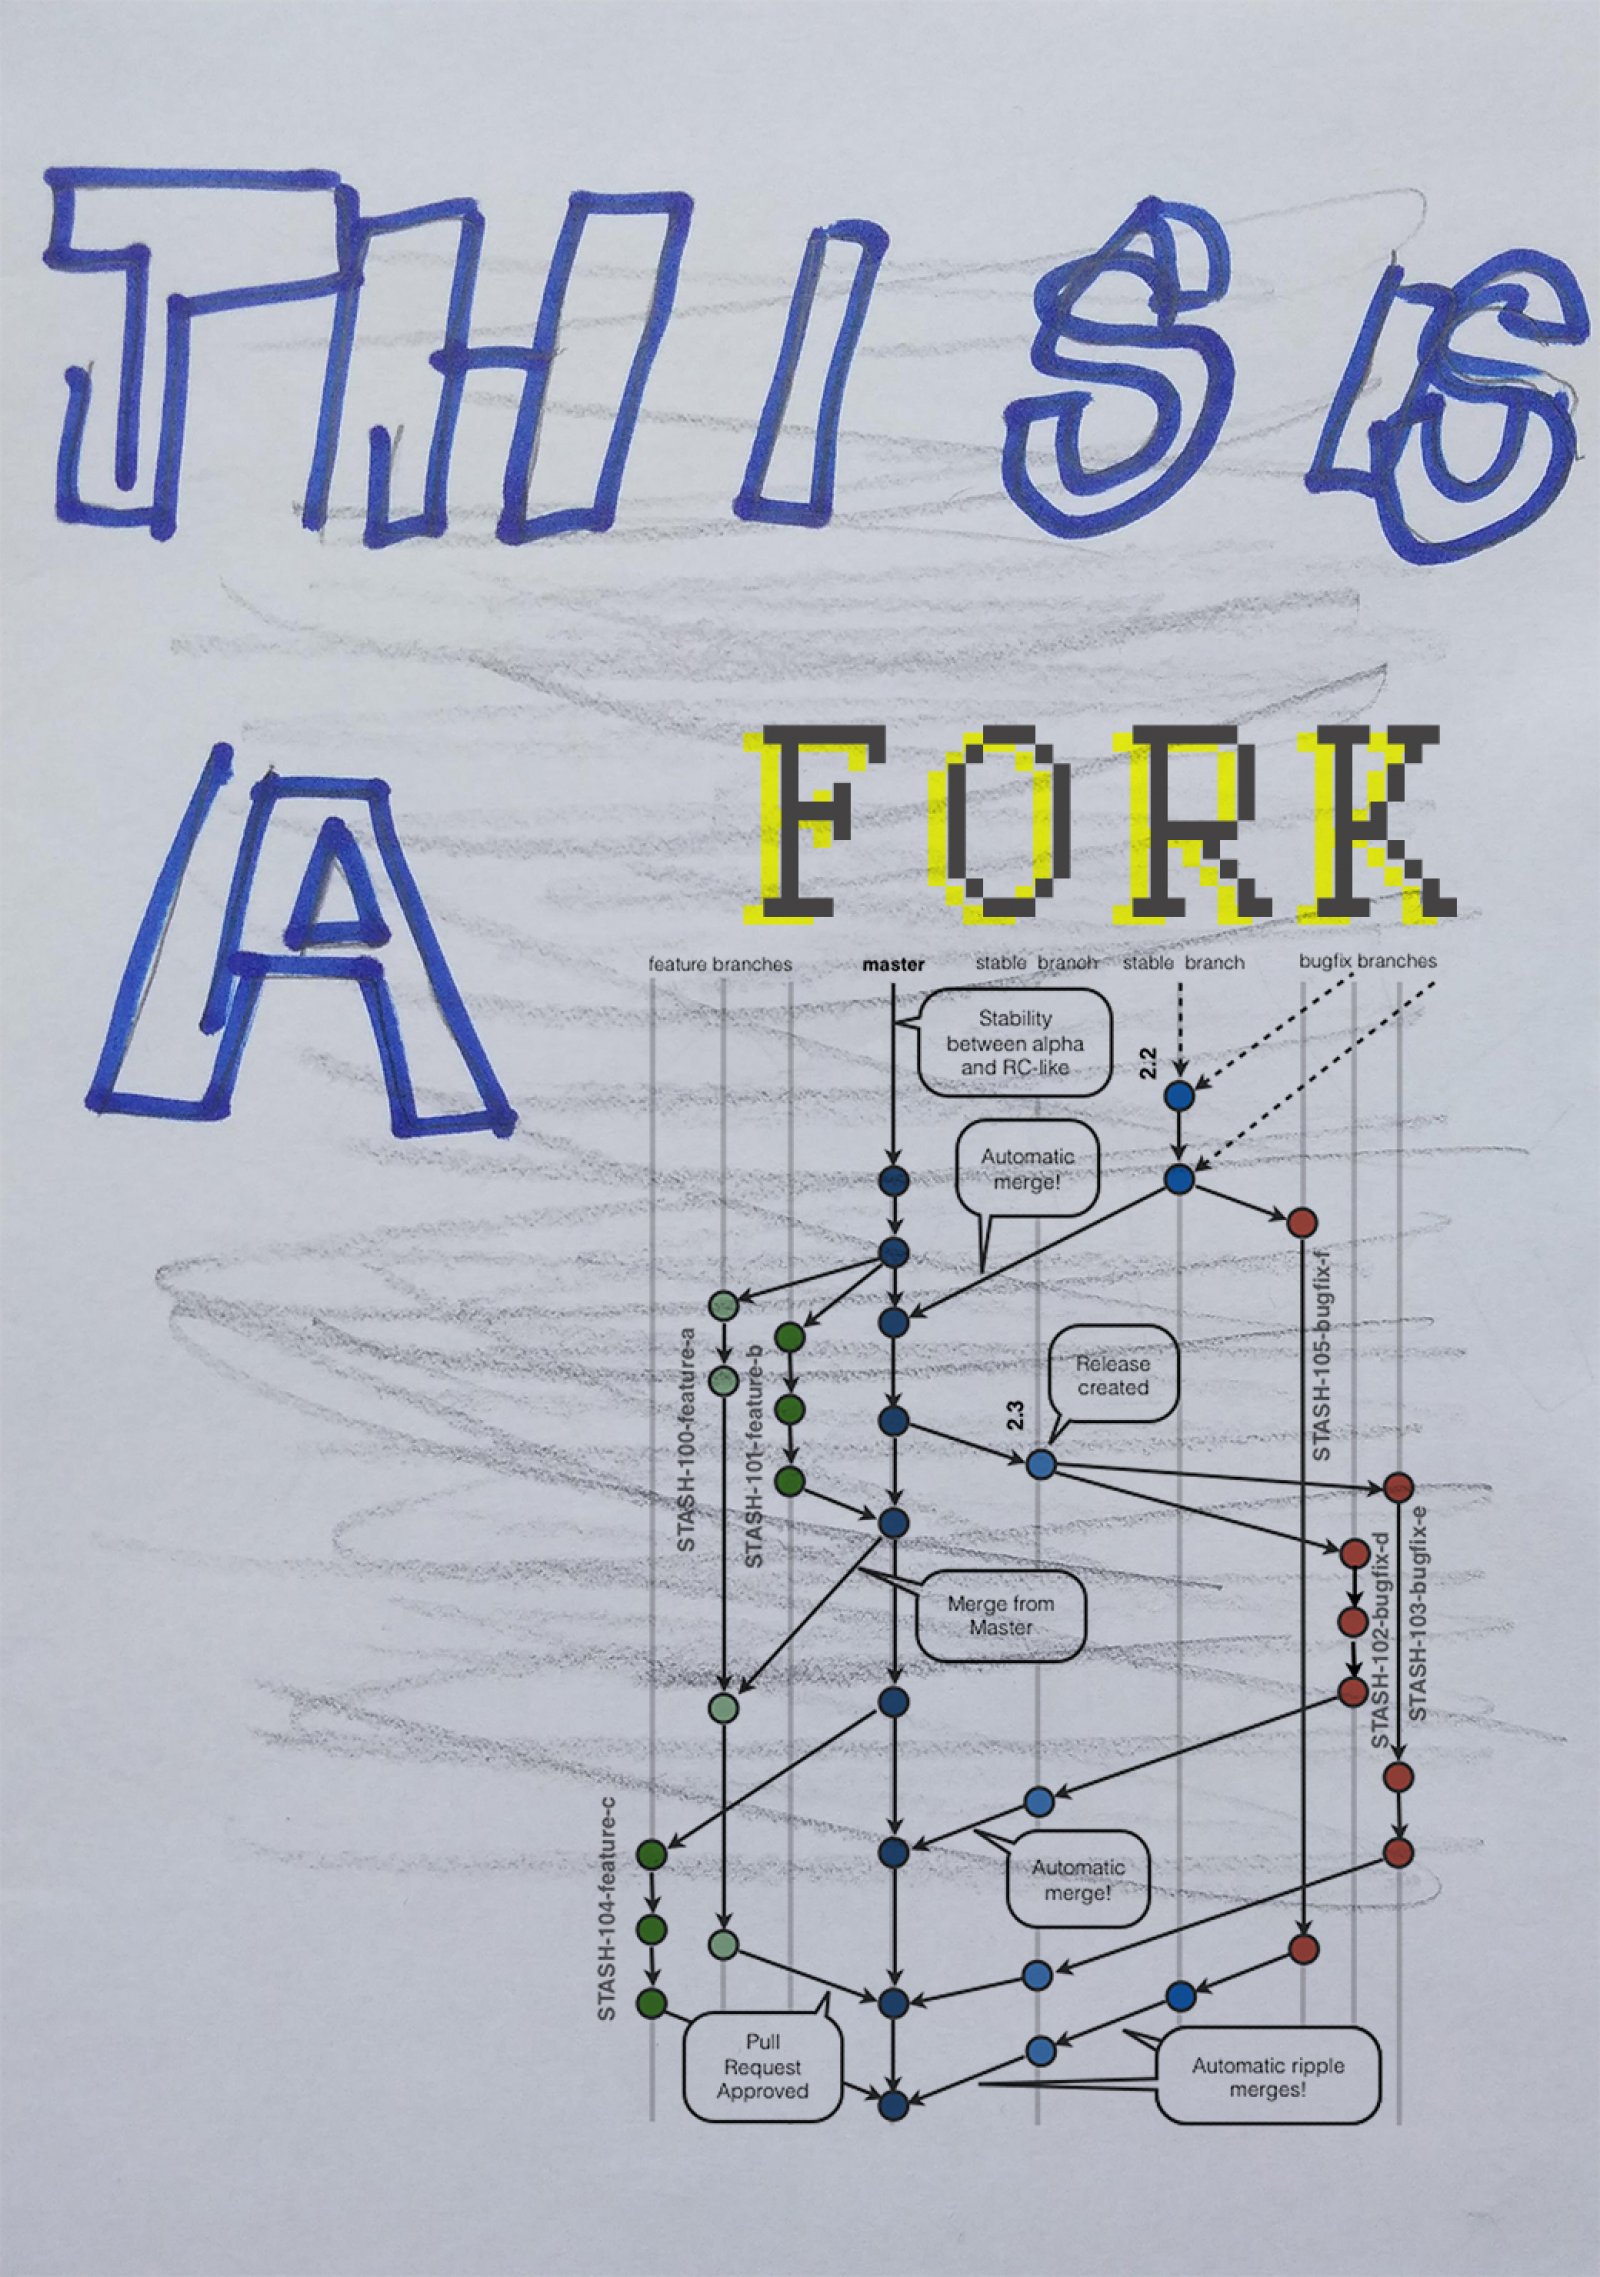 THIS IS
A FORK
feature branches master stable branch stable branch bugfix branches
Stability
between alpha
and RC-like
2.2
Automatic
merge!
STASH-105-bugfix-f
STASH-100-feature-a
STASH-101-feature-b
Release
created
2.3
STASH-102-bugfix-d
STASH-103-bugfix-e
Merge from
Master
STASH-104-feature-c
Automatic
merge!
Pull
Request
Approved
Automatic ripple
merges!